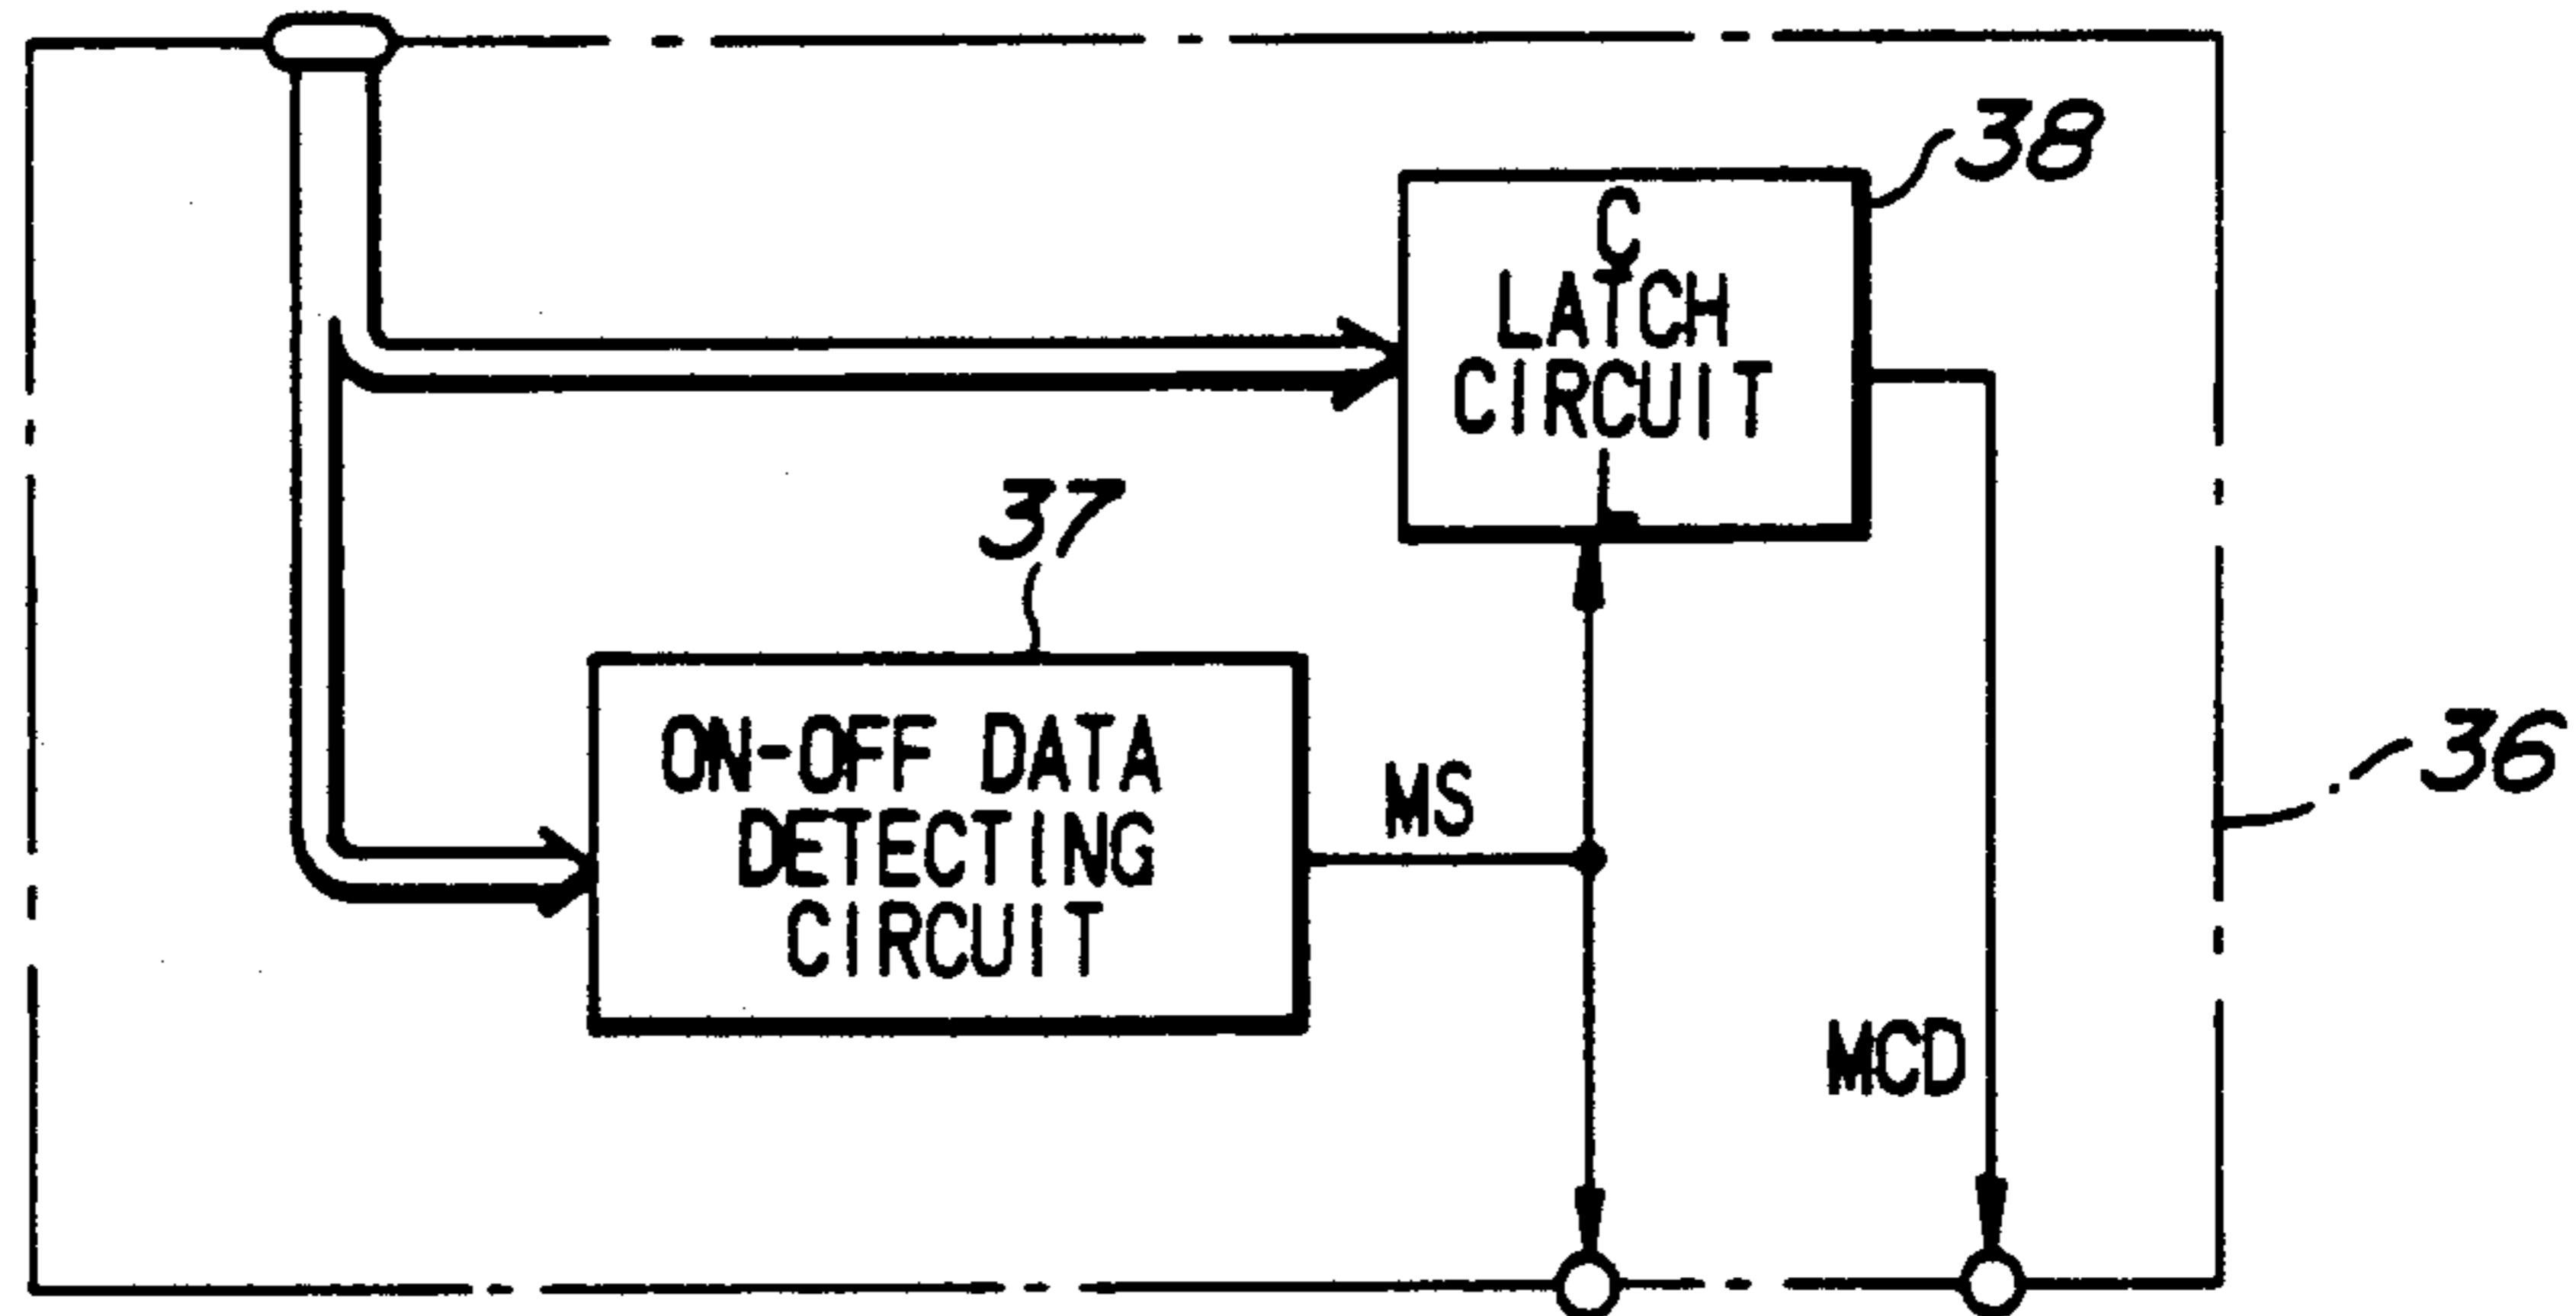 38
C
LATCH
CIRCUIT
37
ON-OFF DATA
DETECTING
CIRCUIT
MS
36
MCD